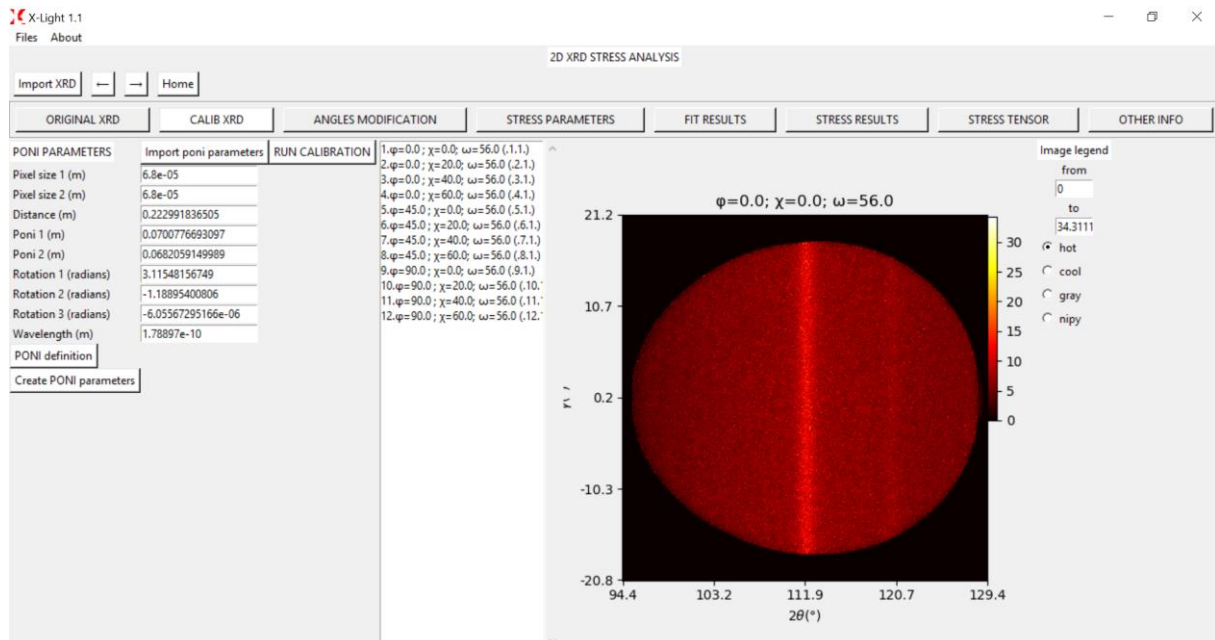 X-Light 1.1
Files About
2D XRD STRESS ANALYSIS
Import XRD ← → Home
ORIGINAL XRD CALIB XRD ANGLES MODIFICATION STRESS PARAMETERS FIT RESULTS STRESS RESULTS STRESS TENSOR OTHER INFO
PONI PARAMETERS Import poni parameters RUN CALIBRATION
Pixel size 1 (m) 6.8e-05
Pixel size 2 (m) 6.8e-05
Distance (m) 0.222991836505
Poni 1 (m) 0.0700776693097
Poni 2 (m) 0.0682059149989
Rotation 1 (radians) 3.11548156749
Rotation 2 (radians) -1.18895400806
Rotation 3 (radians) -6.05567295166e-06
Wavelength (m) 1.78897e-10
PONI definition
Create PONI parameters
1.φ=0.0 ; χ=0.0; ω=56.0 (.1.1.)
2.φ=0.0 ; χ=20.0; ω=56.0 (.2.1.)
3.φ=0.0 ; χ=40.0; ω=56.0 (.3.1.)
4.φ=0.0 ; χ=60.0; ω=56.0 (.4.1.)
5.φ=45.0 ; χ=0.0; ω=56.0 (.5.1.)
6.φ=45.0 ; χ=20.0; ω=56.0 (.6.1.)
7.φ=45.0 ; χ=40.0; ω=56.0 (.7.1.)
8.φ=45.0 ; χ=60.0; ω=56.0 (.8.1.)
9.φ=90.0 ; χ=0.0; ω=56.0 (.9.1.)
10.φ=90.0 ; χ=20.0; ω=56.0 (.10.
11.φ=90.0 ; χ=40.0; ω=56.0 (.11.
12.φ=90.0 ; χ=60.0; ω=56.0 (.12.
φ=0.0; χ=0.0; ω=56.0
21.2
10.7
0.2
-10.3
-20.8
94.4 103.2 111.9 120.7 129.4
2θ(°)
30
25
20
15
10
5
0
Image legend
from
0
to
34.3111
hot
cool
gray
nipy